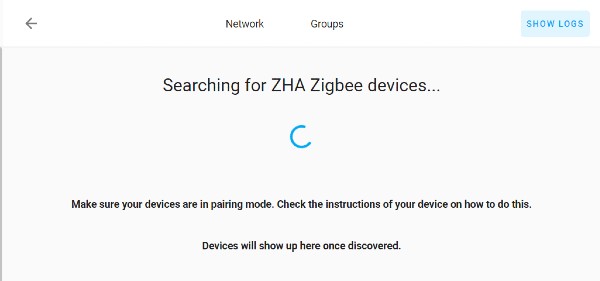 Network Groups SHOW LOGS
Searching for ZHA Zigbee devices...
Make sure your devices are in pairing mode. Check the instructions of your device on how to do this.
Devices will show up here once discovered.